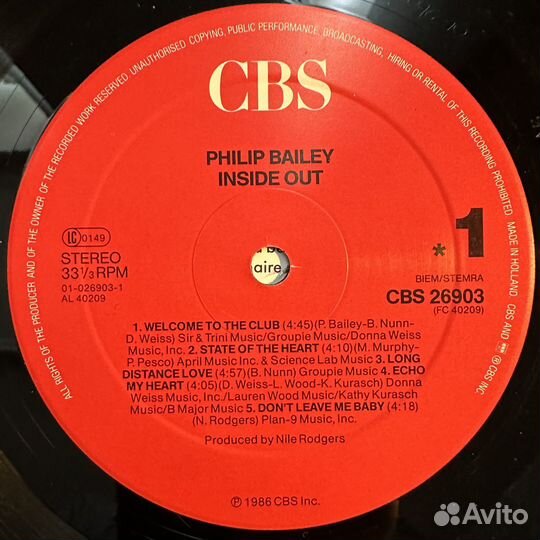 ALL RIGHTS OF THE PRODUCER AND OF THE OWNER OF THE RECORDED WORK RESERVED. UNAUTHORISED COPYING, PUBLIC PERFORMANCE, BROADCASTING, HIRING OR RENTAL OF THIS RECORDING PROHIBITED. MADE IN HOLLAND
CBS AND ARE ® CBS INC
CBS
PHILIP BAILEY
INSIDE OUT
LC 0149
STEREO
33 1/3 RPM
01-026903-1
AL 40209
aire
*1
BIEM/STEMRA
CBS 26903
(FC 40209)
1. WELCOME TO THE CLUB (4:45)(P. Bailey-B. Nunn-
D. Weiss) Sir & Trini Music/Groupie Music/Donna Weiss
Music, Inc. 2. STATE OF THE HEART (4:10)(M. Murphy-
P. Pesco) April Music Inc. & Science Lab Music 3. LONG
DISTANCE LOVE (4:57)(B. Nunn) Groupie Music 4. ECHO
MY HEART (4:05)(D. Weiss-L. Wood-K. Kurasch) Donna
Weiss Music, Inc./Lauren Wood Music/Kathy Kurasch
Music/B Major Music 5. DON'T LEAVE ME BABY (4:18)
(N. Rodgers) Plan-9 Music, Inc.
Produced by Nile Rodgers
℗ 1986 CBS Inc.
Avito